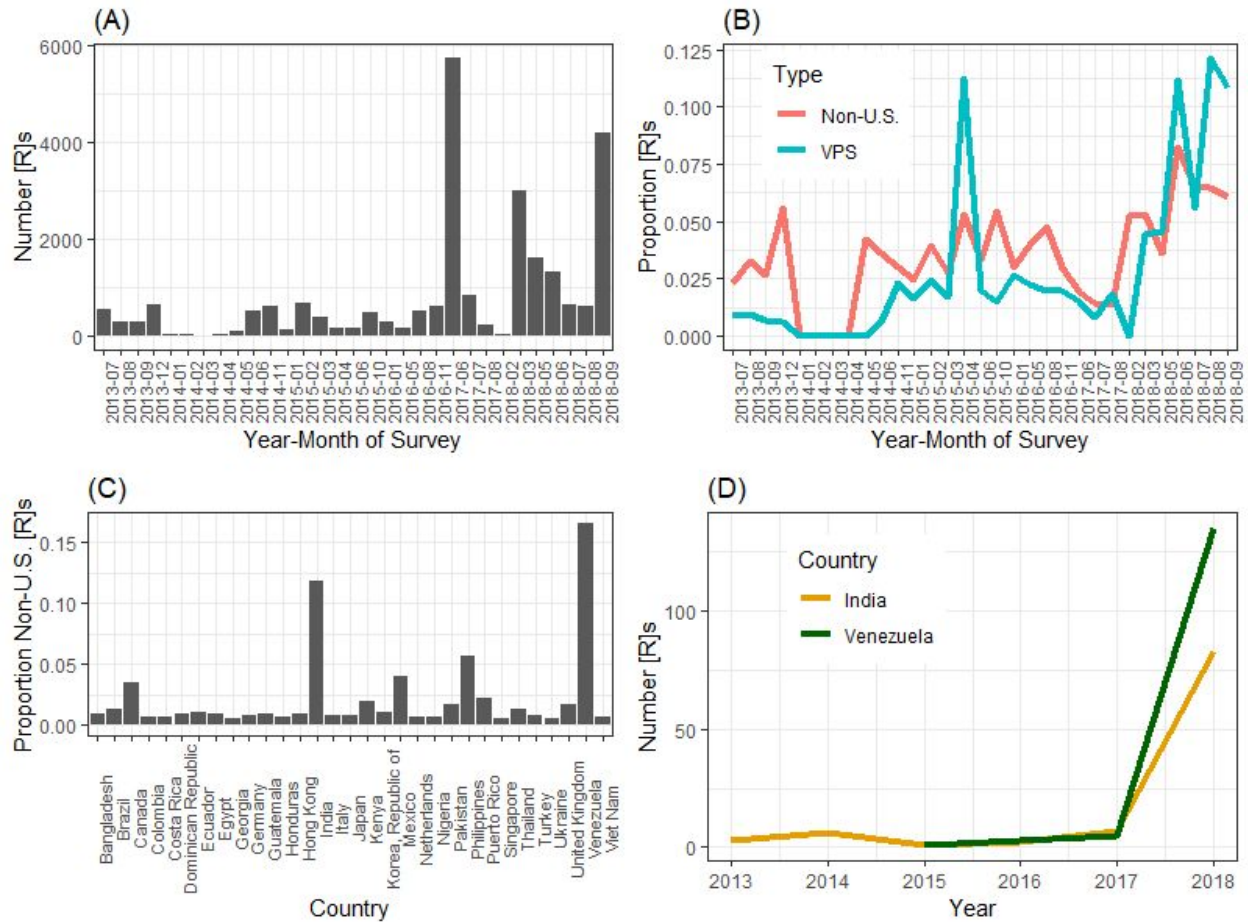 (A)
Number [R]s
6000
4000
2000
0
2013-07
2013-08
2013-09
2013-12
2014-01
2014-02
2014-03
2014-04
2014-05
2014-06
2014-11
2015-01
2015-02
2015-03
2015-04
2015-06
2015-10
2016-01
2016-05
2016-11
2017-06
2017-07
2017-08
2018-02
2018-03
2018-06
2018-07
2018-08
2018-09
Year-Month of Survey
(B)
Proportion [R]s
0.125
0.100
0.075
0.050
0.025
0.000
Type
Non-U.S.
VPS
2013-07
2013-08
2013-09
2013-12
2014-01
2014-02
2014-03
2014-04
2014-05
2014-06
2014-11
2015-01
2015-02
2015-03
2015-04
2015-06
2015-10
2016-01
2016-05
2016-11
2017-06
2017-07
2017-08
2018-02
2018-03
2018-06
2018-07
2018-08
2018-09
Year-Month of Survey
(C)
Proportion Non-U.S. [R]s
0.15
0.10
0.05
0.00
Bangladesh
Brazil
Canada
Colombia
Costa Rica
Dominican Republic
Ecuador
Egypt
Georgia
Germany
Guatemala
Honduras
Hong Kong
India
Italy
Japan
Kenya
Korea, Republic of
Mexico
Netherlands
Nigeria
Pakistan
Philippines
Puerto Rico
Singapore
Thailand
Turkey
Ukraine
United Kingdom
Venezuela
Viet Nam
Country
(D)
Number [R]s
100
50
0
Country
India
Venezuela
2013
2014
2015
2016
2017
2018
Year